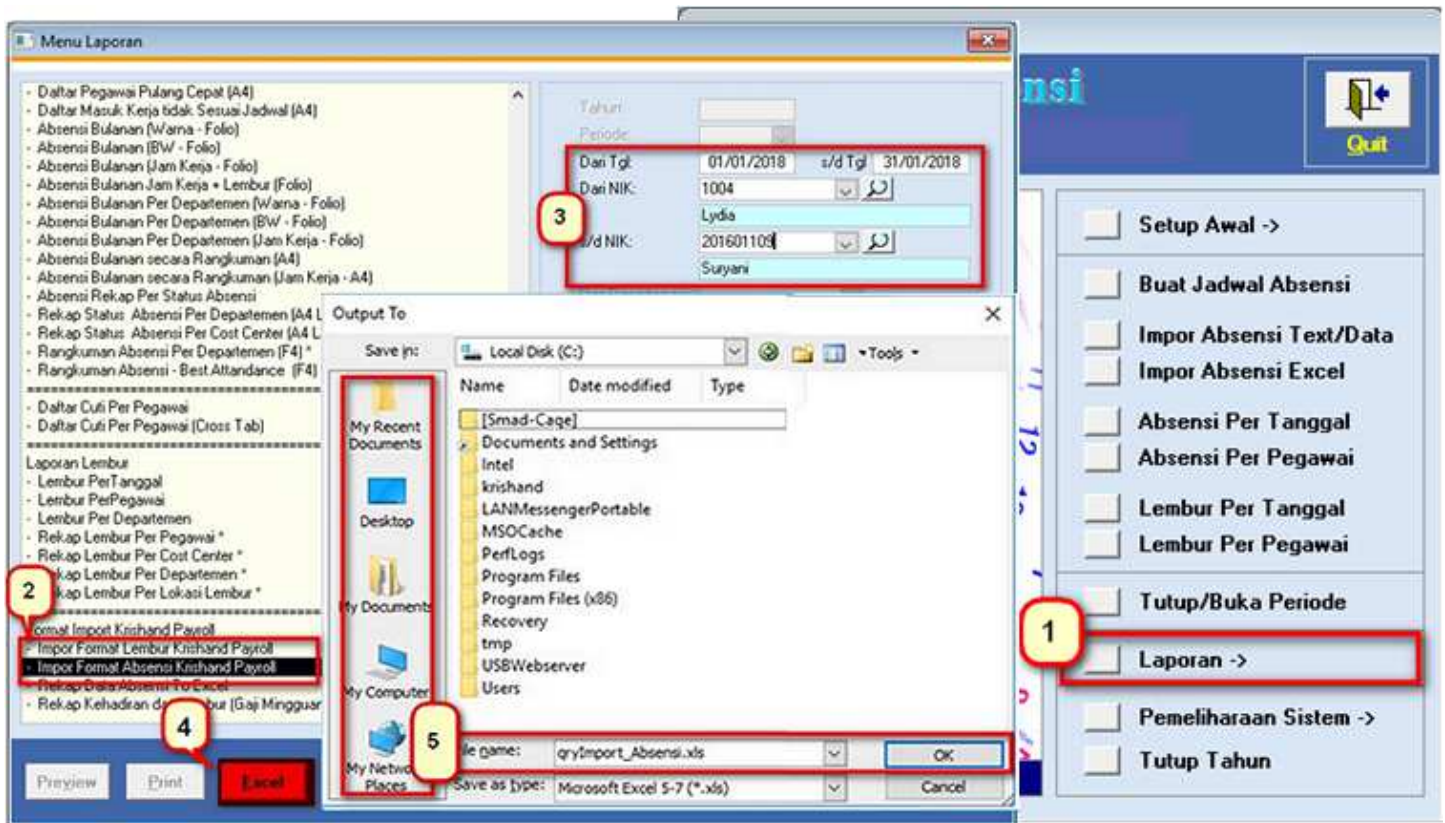 Menu Laporan
- Daftar Pegawai Pulang Cepat (A4)
- Daftar Masuk Kerja tidak Sesuai Jadwal (A4)
- Absensi Bulanan (Warna - Folio)
- Absensi Bulanan (BW - Folio)
- Absensi Bulanan (Jam Kerja - Folio)
- Absensi Bulanan Jam Kerja + Lembur (Folio)
- Absensi Bulanan Per Departemen (Warna - Folio)
- Absensi Bulanan Per Departemen (BW - Folio)
- Absensi Bulanan Per Departemen (Jam Kerja - Folio)
- Absensi Bulanan secara Rangkuman (A4)
- Absensi Bulanan secara Rangkuman (Jam Kerja - A4)
- Absensi Rekap Per Status Absensi
- Rekap Status Absensi Per Departemen (A4 L
- Rekap Status Absensi Per Cost Center (A4 L
- Rangkuman Absensi Per Departemen (F4) *
- Rangkuman Absensi - Best Attandance (F4)
- Daftar Cuti Per Pegawai
- Daftar Cuti Per Pegawai (Cross Tab)
Laporan Lembur
- Lembur PerTanggal
- Lembur PerPegawai
- Lembur Per Departemen
- Rekap Lembur Per Pegawai *
- Rekap Lembur Per Cost Center *
kap Lembur Per Departemen *
kap Lembur Per Lokasi Lembur *
2
ormat Import Krishand Payroll
- Impor Format Lembur Krishand Payroll
- Impor Format Absensi Krishand Payroll
- Rekap Data Absensi To Excel
- Rekap Kehadiran da bur (Gaji Mingguar
4
Preview
Print
Excel
Tahun:
Periode:
Dari Tgl: 01/01/2018 s/d Tgl 31/01/2018
Dari NIK: 1004
Lydia
3
/d NIK: 201601109
Suryani
Output To
Save in: Local Disk (C:) Tools
My Recent Documents
Desktop
My Documents
My Computer
My Netwo Places
Name Date modified Type
[Smad-Cage]
Documents and Settings
Intel
krishand
LANMessengerPortable
MSOCache
PerfLogs
Program Files
Program Files (x86)
Recovery
tmp
USBWebserver
Users
5
ile name: qryImport_Absensi.xls OK
Save as type: Microsoft Excel 5-7 (*.xls) Cancel
nsi
Quit
Setup Awal ->
Buat Jadwal Absensi
Impor Absensi Text/Data
Impor Absensi Excel
Absensi Per Tanggal
Absensi Per Pegawai
Lembur Per Tanggal
Lembur Per Pegawai
Tutup/Buka Periode
1
Laporan ->
Pemeliharaan Sistem ->
Tutup Tahun